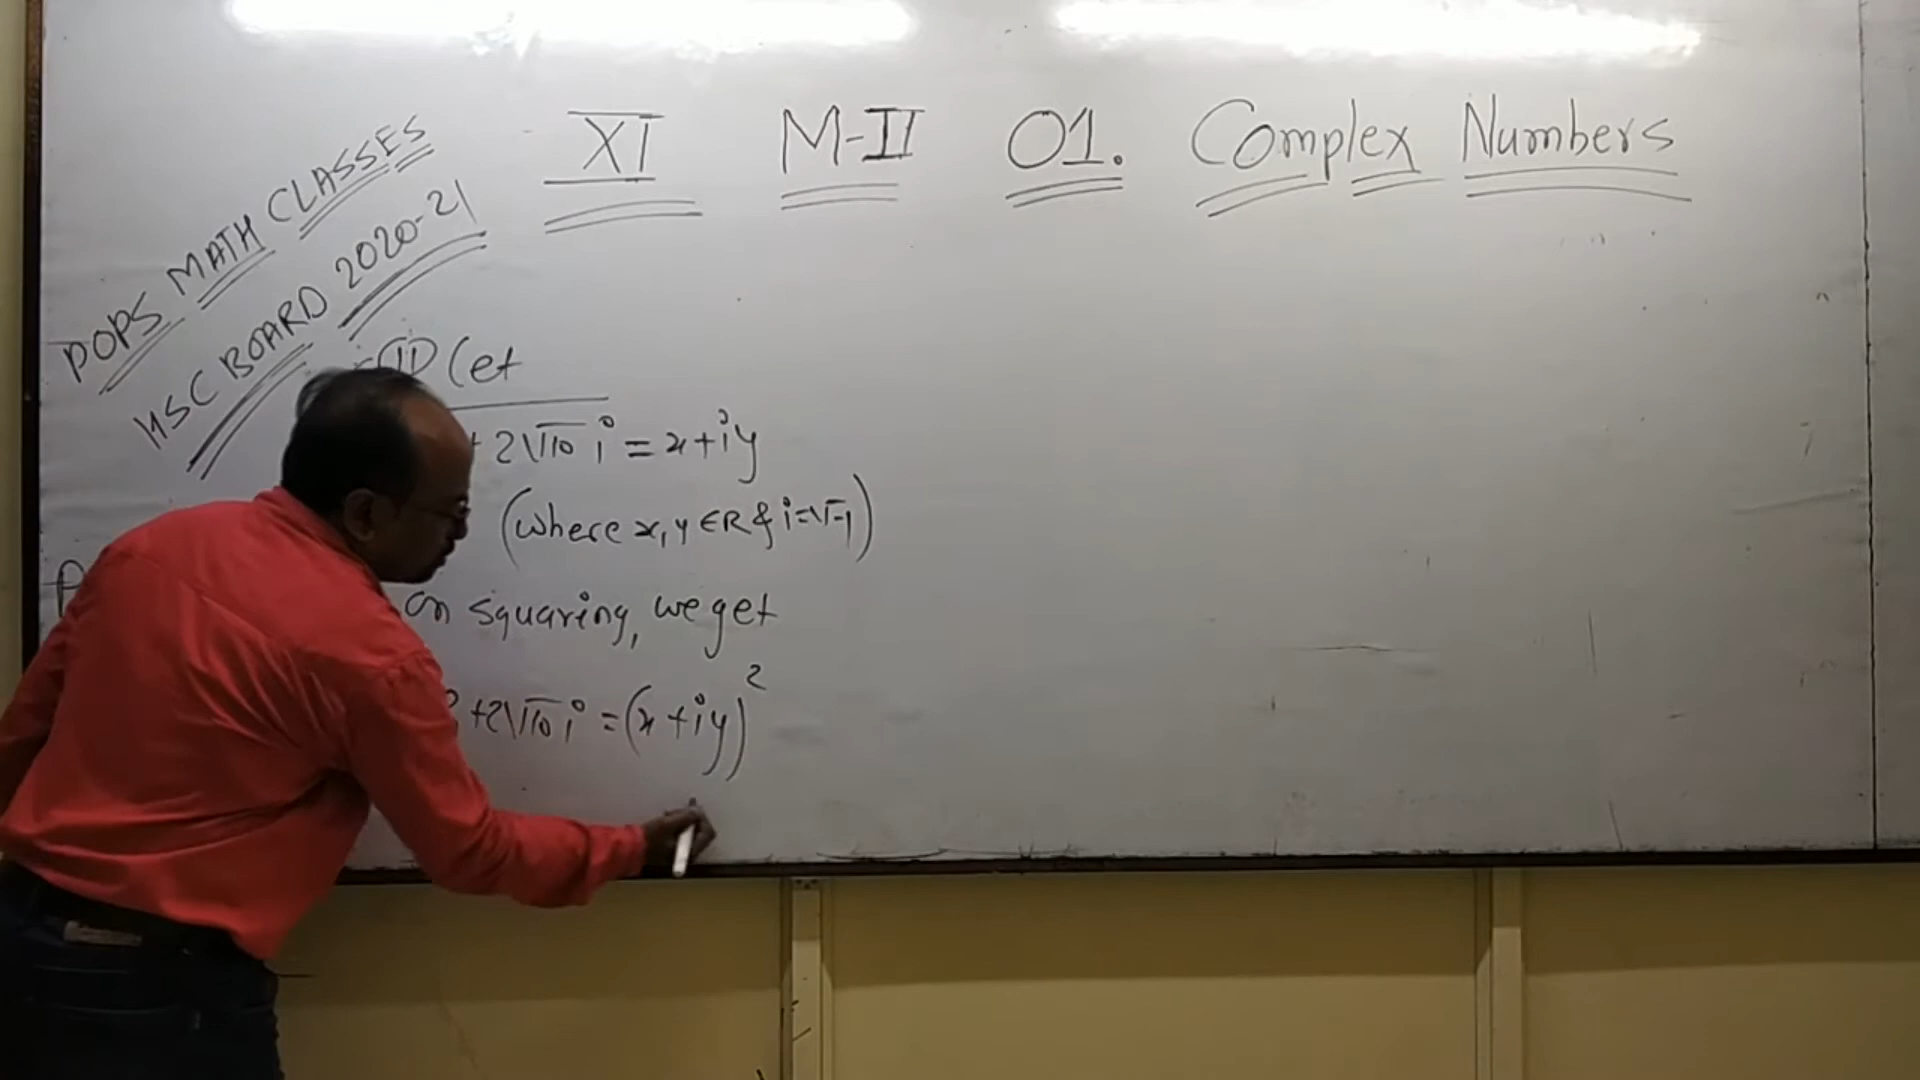 XI M-II 01. Complex Numbers
POPS MATH CLASSES
HSC BOARD 2020-21
Let
+ 2√10 i = x + iy
(where x, y ∈ R & i = √-1)
on squaring, we get
+2√10 i = (x + iy)²